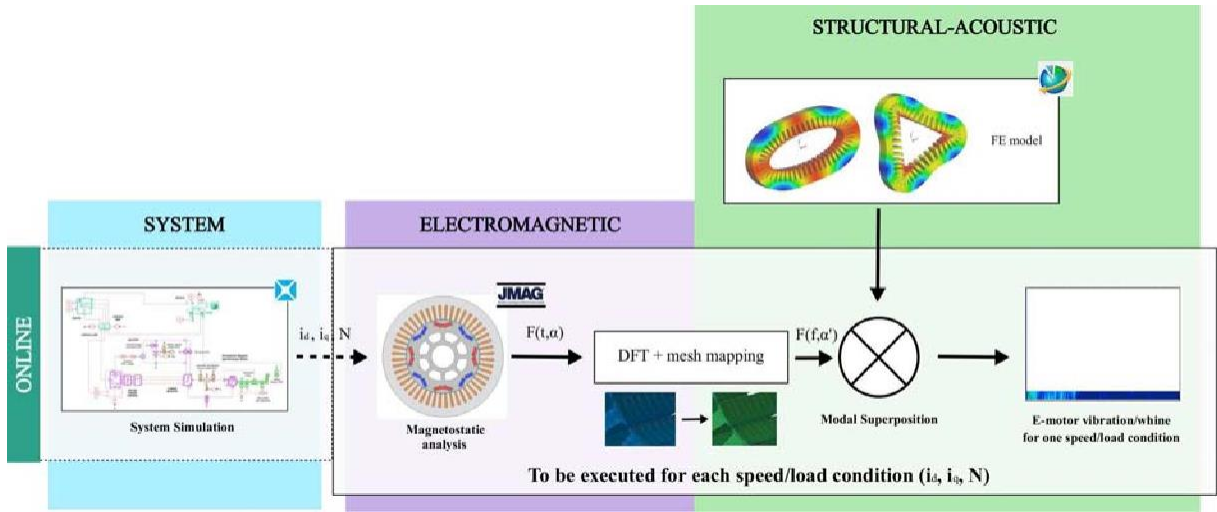 STRUCTURAL-ACOUSTIC
FE model
SYSTEM
ELECTROMAGNETIC
ONLINE
System Simulation
id, iq, N
JMAG
Magnetostatic
analysis
F(t,α)
DFT + mesh mapping
F(f,α')
Modal Superposition
E-motor vibration/whine
for one speed/load condition
To be executed for each speed/load condition (id, iq, N)